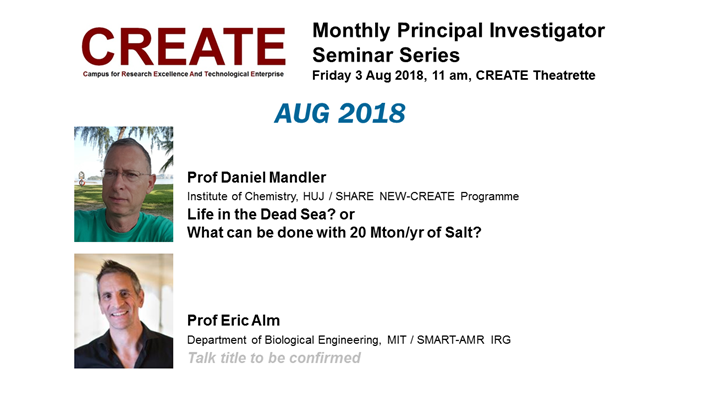 CREATE
Campus for Research Excellence And Technological Enterprise
Monthly Principal Investigator
Seminar Series
Friday 3 Aug 2018, 11 am, CREATE Theatrette
AUG 2018
Prof Daniel Mandler
Institute of Chemistry, HUJ / SHARE NEW-CREATE Programme
Life in the Dead Sea? or
What can be done with 20 Mton/yr of Salt?
Prof Eric Alm
Department of Biological Engineering, MIT / SMART-AMR IRG
Talk title to be confirmed